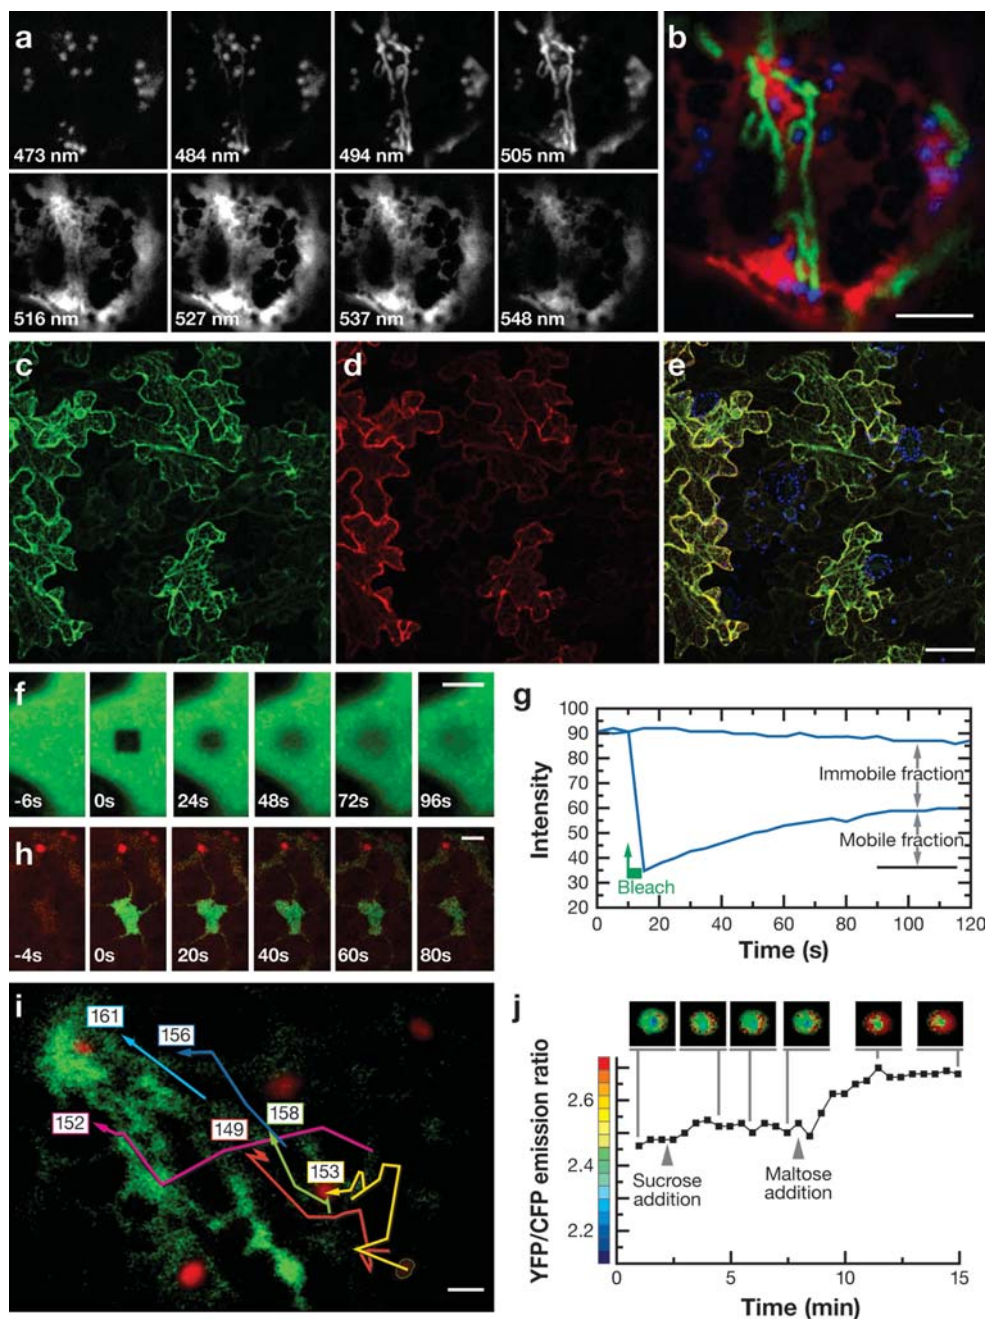 a
473 nm
484 nm
494 nm
505 nm
516 nm
527 nm
537 nm
548 nm
b
c
d
e
f
-6s
0s
24s
48s
72s
96s
g
100
90
80
70
60
50
40
30
20
Intensity
Immobile fraction
Mobile fraction
Bleach
0
20
40
60
80
100
120
Time (s)
h
-4s
0s
20s
40s
60s
80s
i
161
156
158
152
149
153
j
YFP/CFP emission ratio
2.6
2.4
2.2
Sucrose
addition
Maltose
addition
0
5
10
15
Time (min)